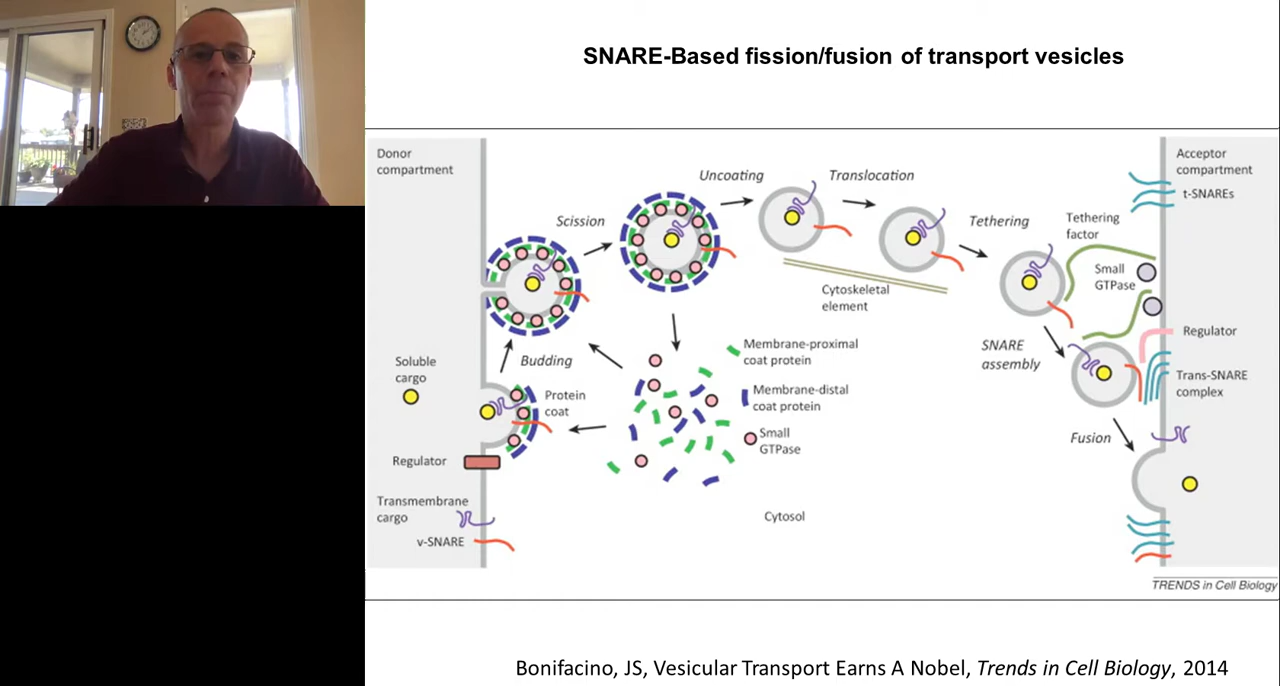 SNARE-Based fission/fusion of transport vesicles
Donor
compartment
Uncoating
Translocation
Acceptor
compartment
t-SNAREs
Scission
Tethering
Tethering
factor
Small
GTPase
Cytoskeletal
element
Regulator
SNARE
assembly
Membrane-proximal
coat protein
Soluble
cargo
Budding
Trans-SNARE
complex
Membrane-distal
coat protein
Protein
coat
Small
GTPase
Fusion
Regulator
Transmembrane
cargo
Cytosol
v-SNARE
TRENDS in Cell Biology
Bonifacino, JS, Vesicular Transport Earns A Nobel, Trends in Cell Biology, 2014